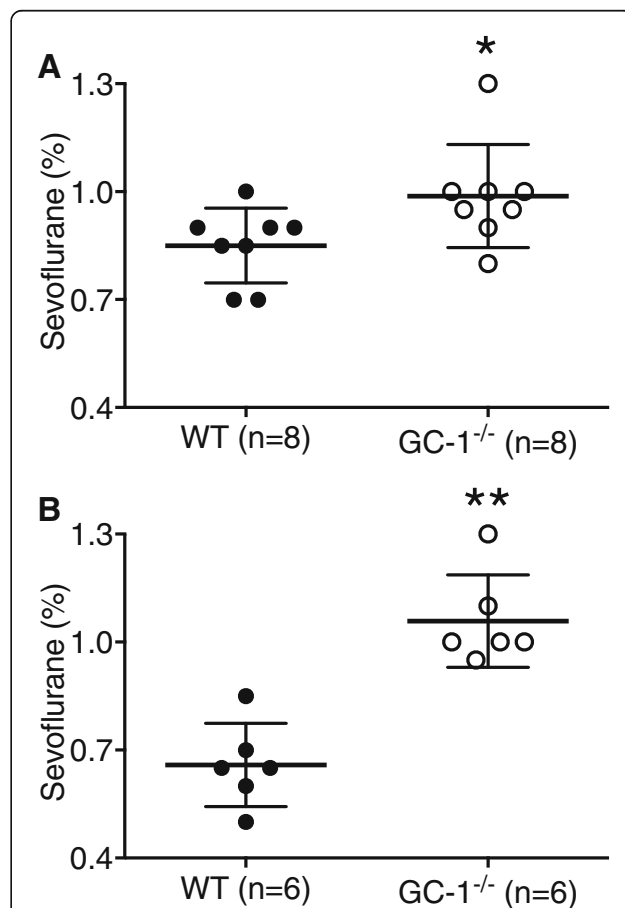 A
*
1.3
1.0
0.7
0.4
Sevoflurane (%)
WT (n=8) GC-1-/- (n=8)
B
**
1.3
1.0
0.7
0.4
Sevoflurane (%)
WT (n=6) GC-1-/- (n=6)